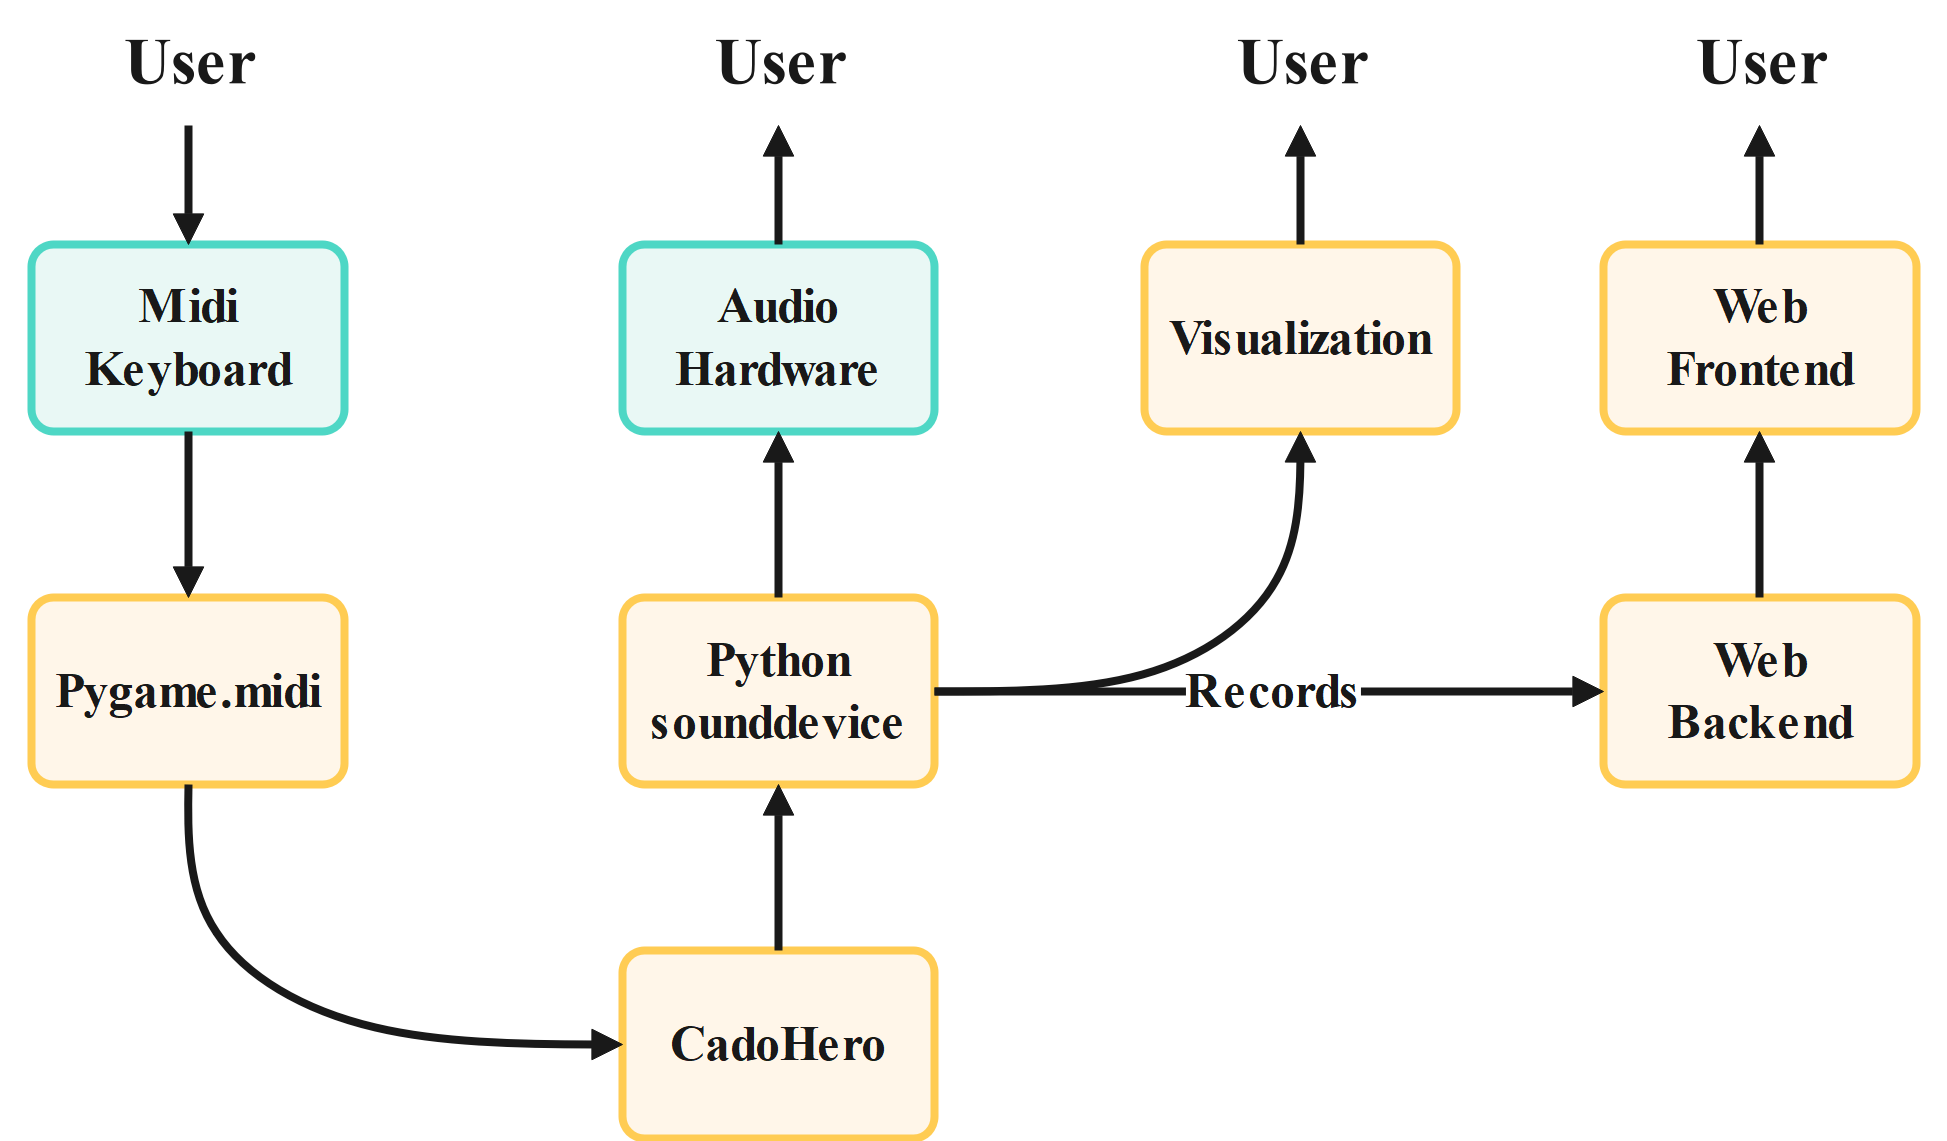 User
User
User
User
Midi
Keyboard
Audio
Hardware
Visualization
Web
Frontend
Pygame.midi
Python
sounddevice
Records
Web
Backend
CadoHero